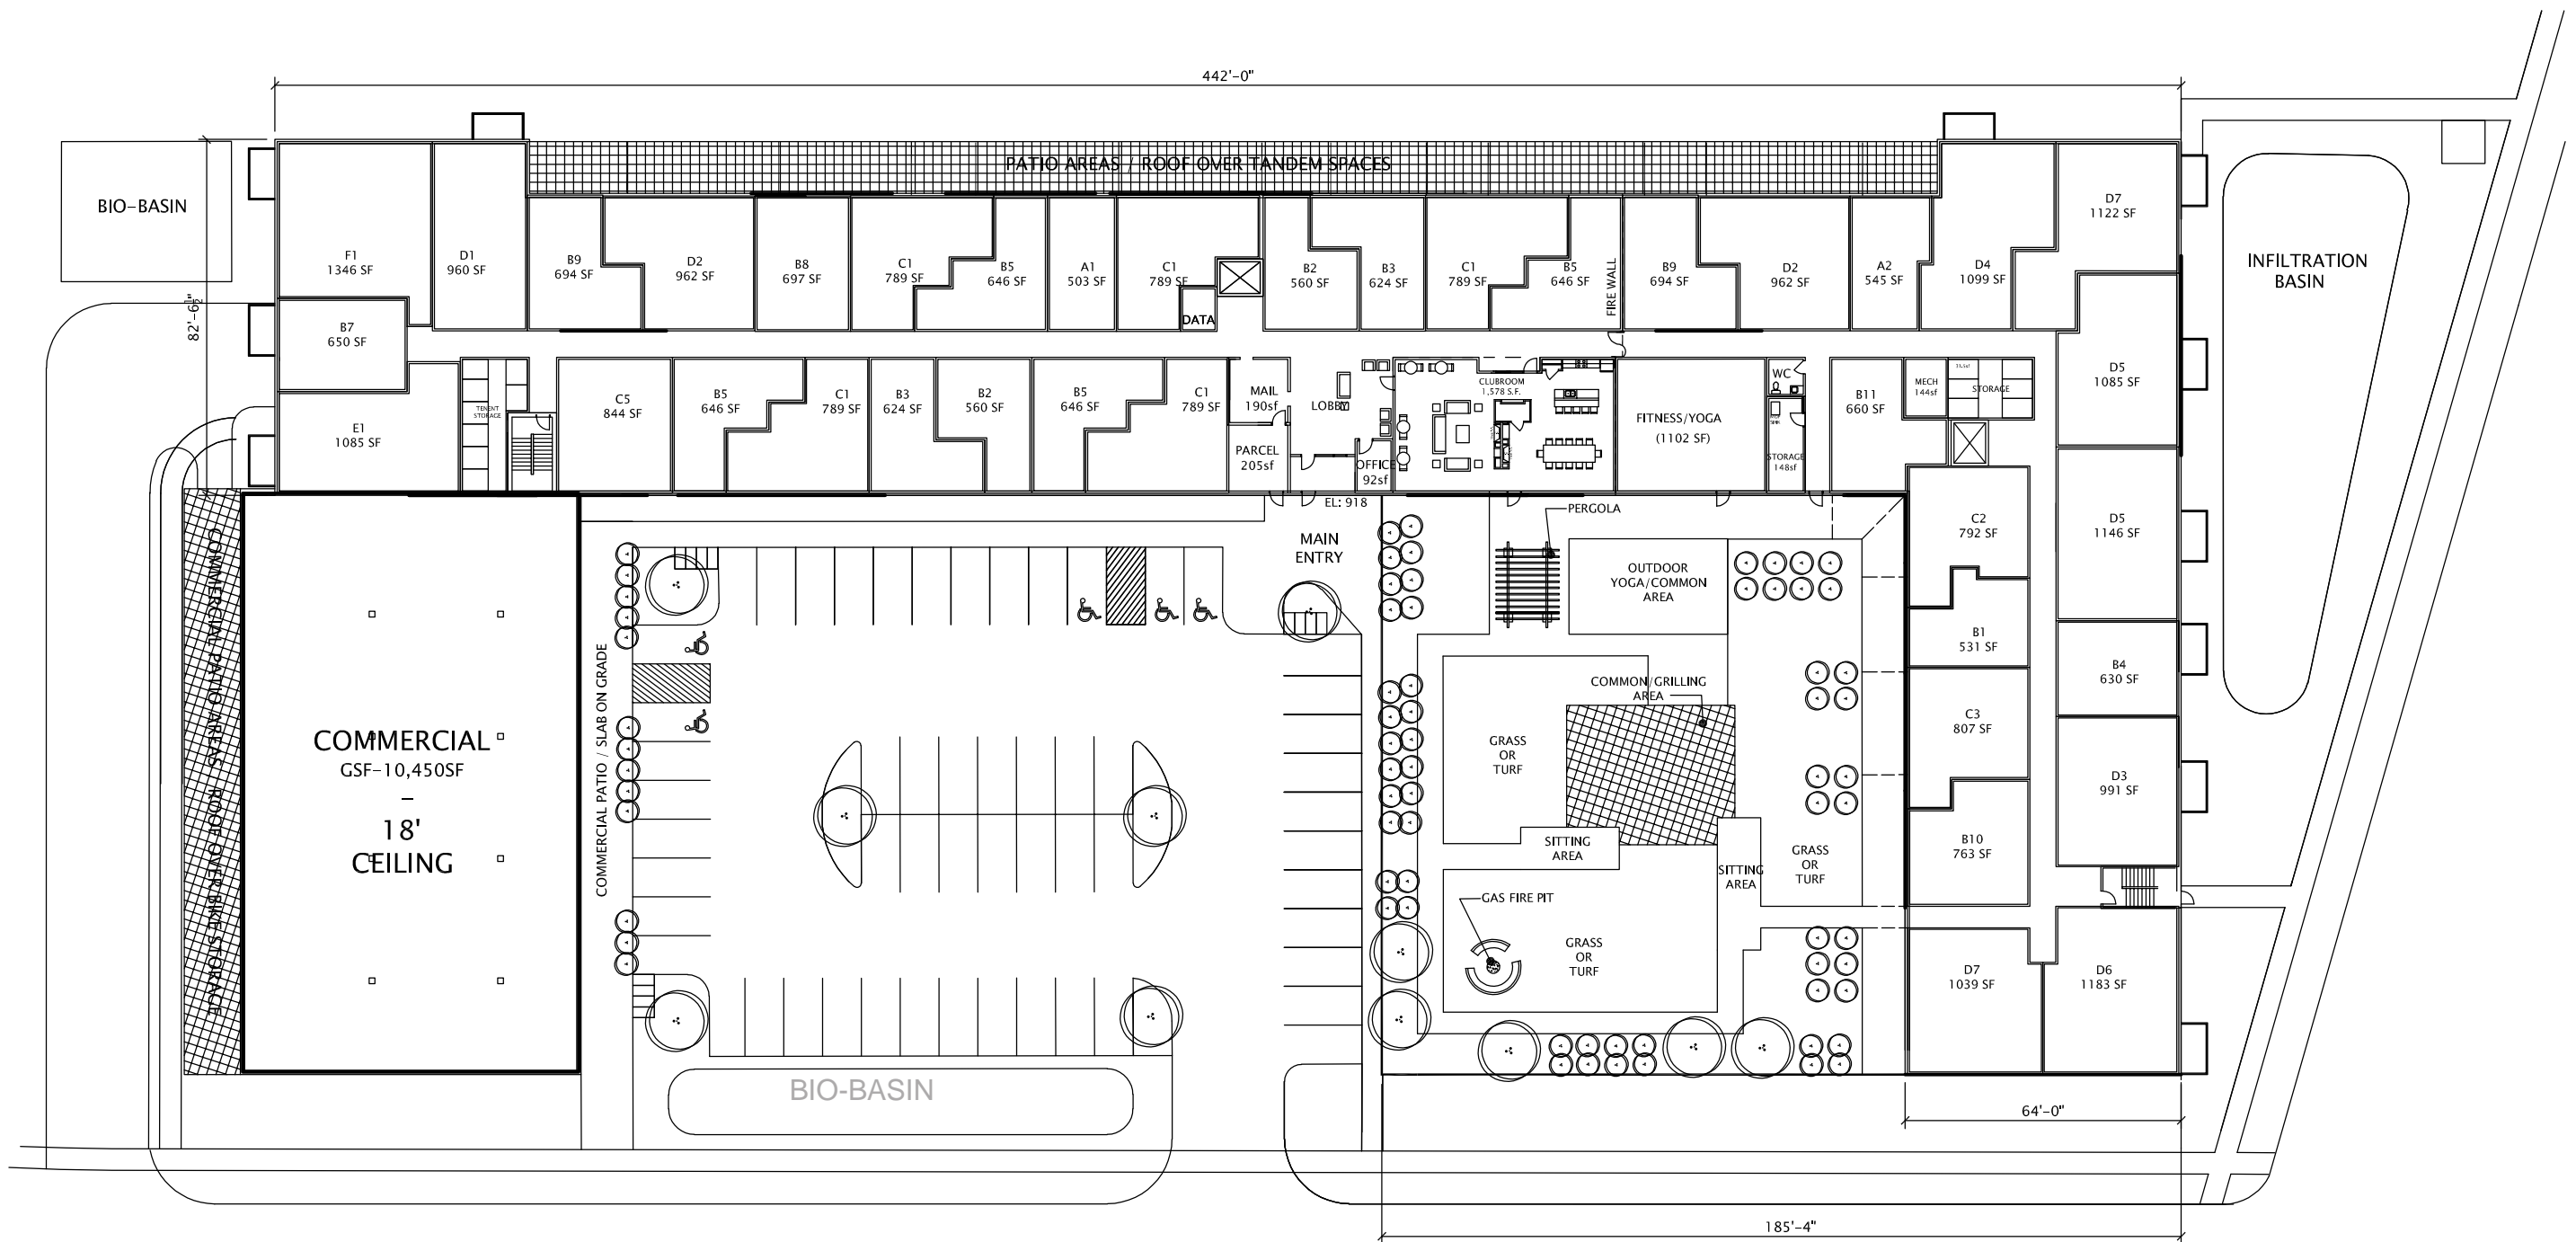 442'-0"
PATIO AREAS / ROOF OVER TANDEM SPACES
BIO-BASIN
82'-6½"
F1
1346 SF
D1
960 SF
B9
694 SF
D2
962 SF
B8
697 SF
C1
789 SF
B5
646 SF
A1
503 SF
C1
789 SF
DATA
B2
560 SF
B3
624 SF
C1
789 SF
B5
646 SF
FIRE WALL
B9
694 SF
D2
962 SF
A2
545 SF
D4
1099 SF
D7
1122 SF
INFILTRATION
BASIN
B7
650 SF
E1
1085 SF
TENENT
STORAGE
C5
844 SF
B5
646 SF
C1
789 SF
B3
624 SF
B2
560 SF
B5
646 SF
C1
789 SF
MAIL
190sf
PARCEL
205sf
LOBBY
OFFICE
92sf
CLUBROOM
1,578 S.F.
FITNESS/YOGA
(1102 SF)
WC
STORAGE
148sf
B11
660 SF
MECH
144sf
STORAGE
D5
1085 SF
EL: 918
MAIN
ENTRY
PERGOLA
OUTDOOR
YOGA/COMMON
AREA
C2
792 SF
D5
1146 SF
B1
531 SF
B4
630 SF
COMMON/GRILLING
AREA
C3
807 SF
D3
991 SF
GRASS
OR
TURF
SITTING
AREA
SITTING
AREA
GRASS
OR
TURF
B10
763 SF
GAS FIRE PIT
GRASS
OR
TURF
D7
1039 SF
D6
1183 SF
COMMERCIAL PATIO AREAS ROOF OVER BIKE STORAGE
COMMERCIAL
GSF-10,450SF
-
18'
CEILING
COMMERCIAL PATIO / SLAB ON GRADE
BIO-BASIN
64'-0"
185'-4"